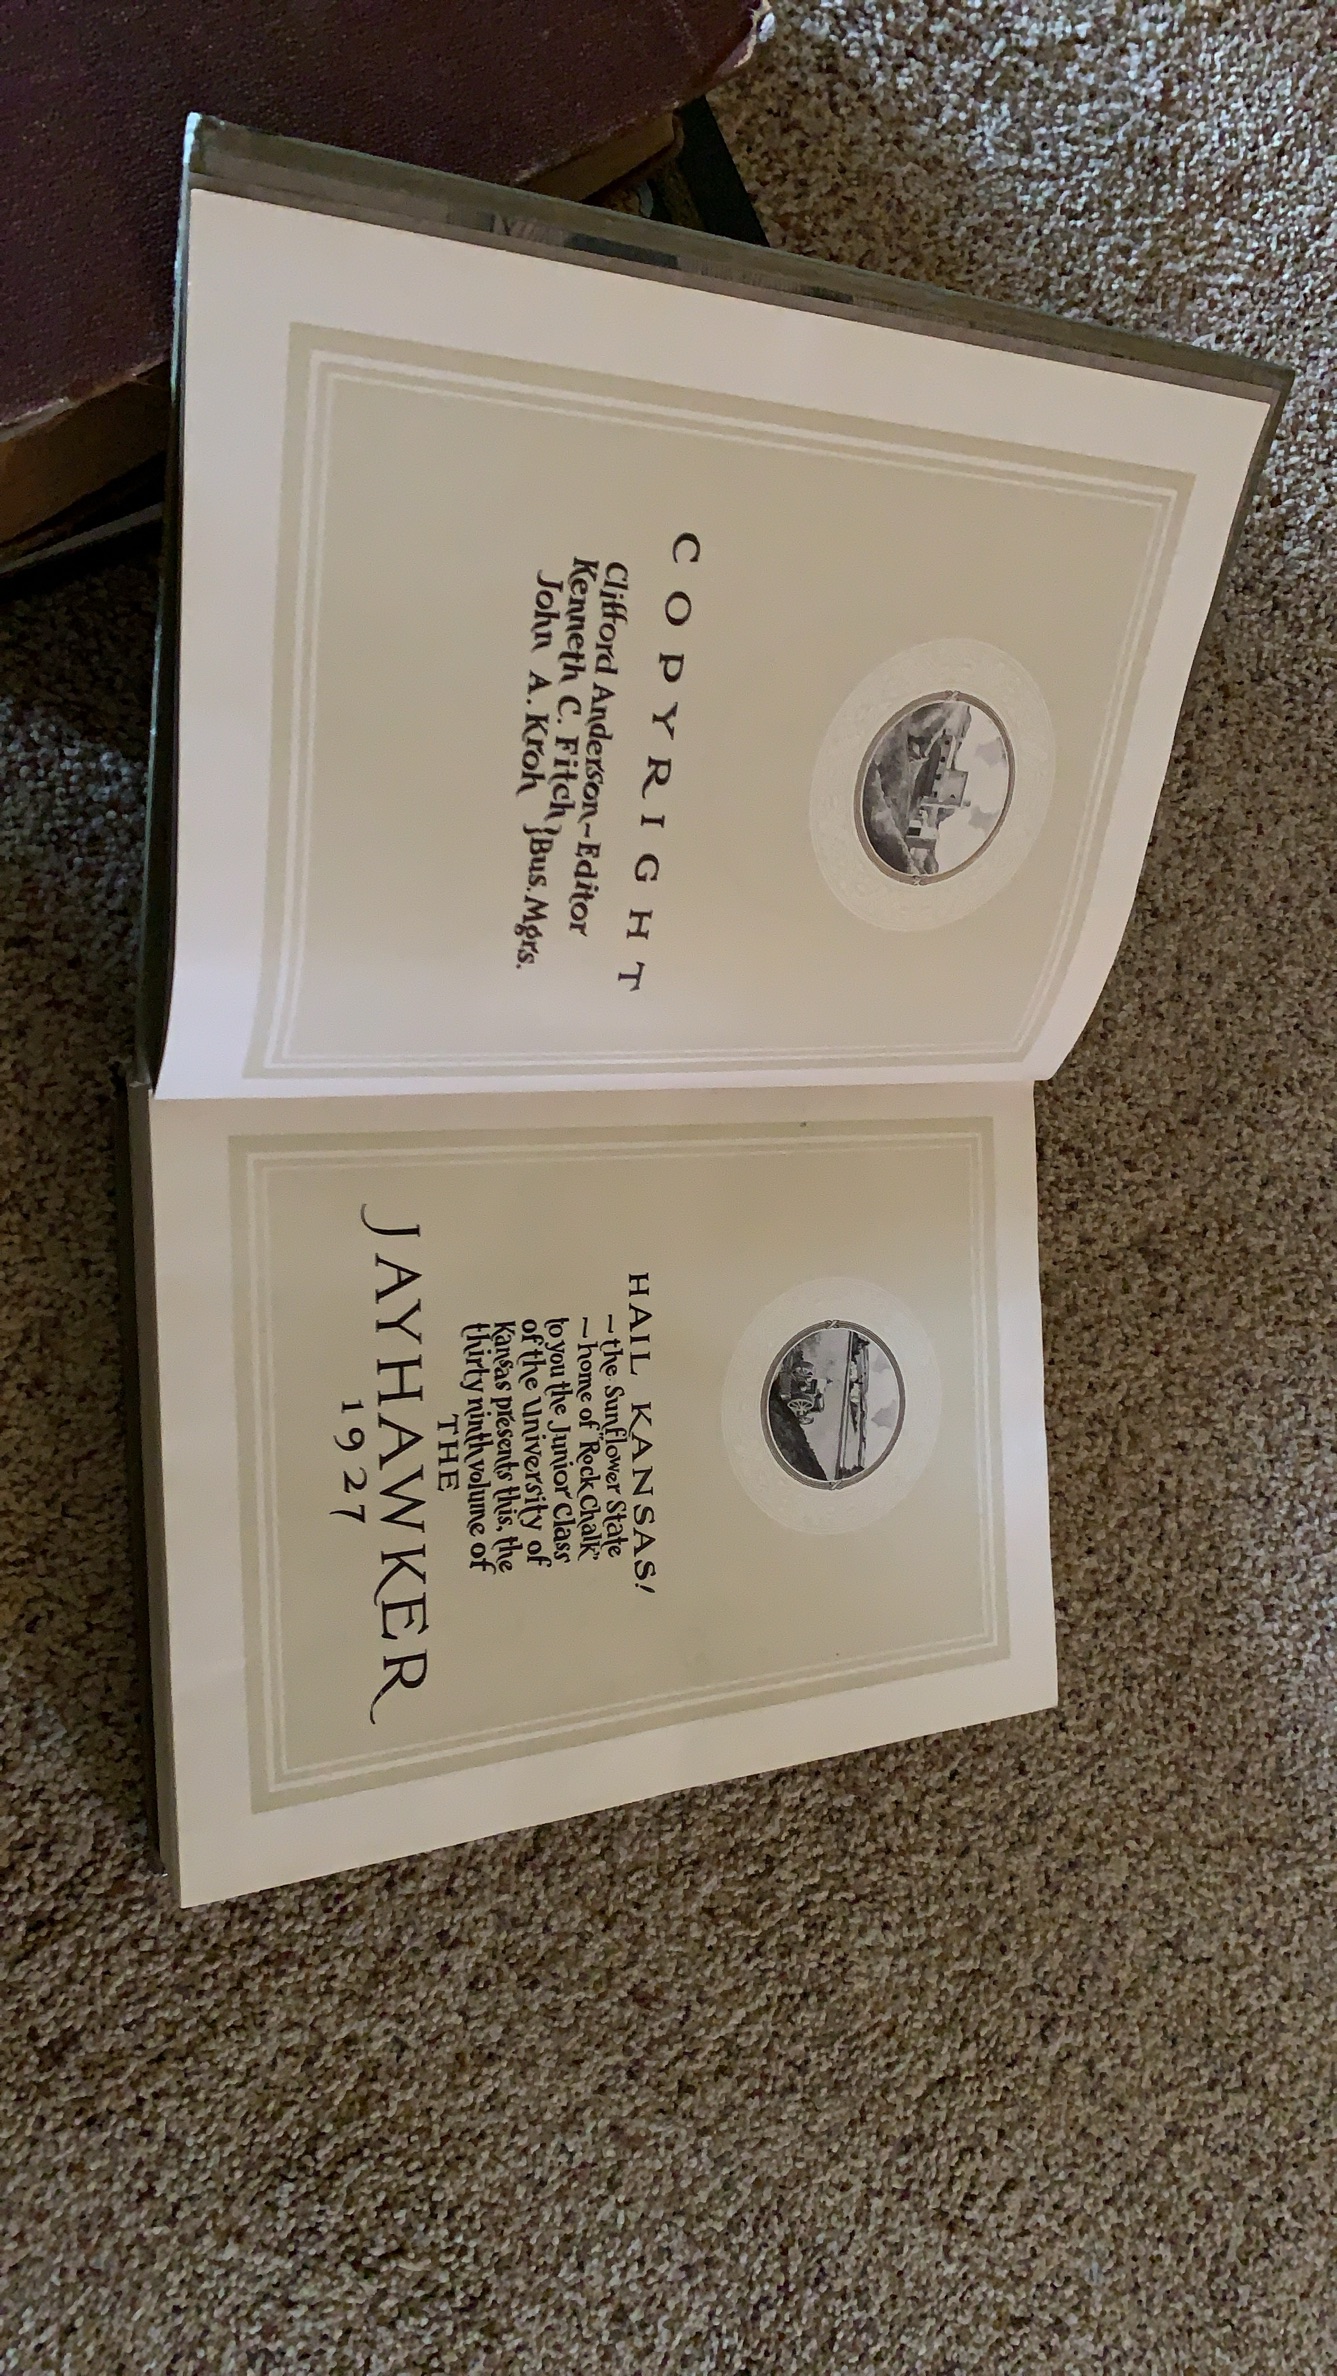 COPYRIGHT
Clifford Anderson-Editor
Kenneth C. Fitch
John A. Kroh }Bus. Mgrs.
HAIL KANSAS!
— the Sunflower State
— home of "Rock Chalk"
to you the Junior Class
of the University of
Kansas presents this, the
thirty ninth volume of
THE
JAYHAWKER
1927